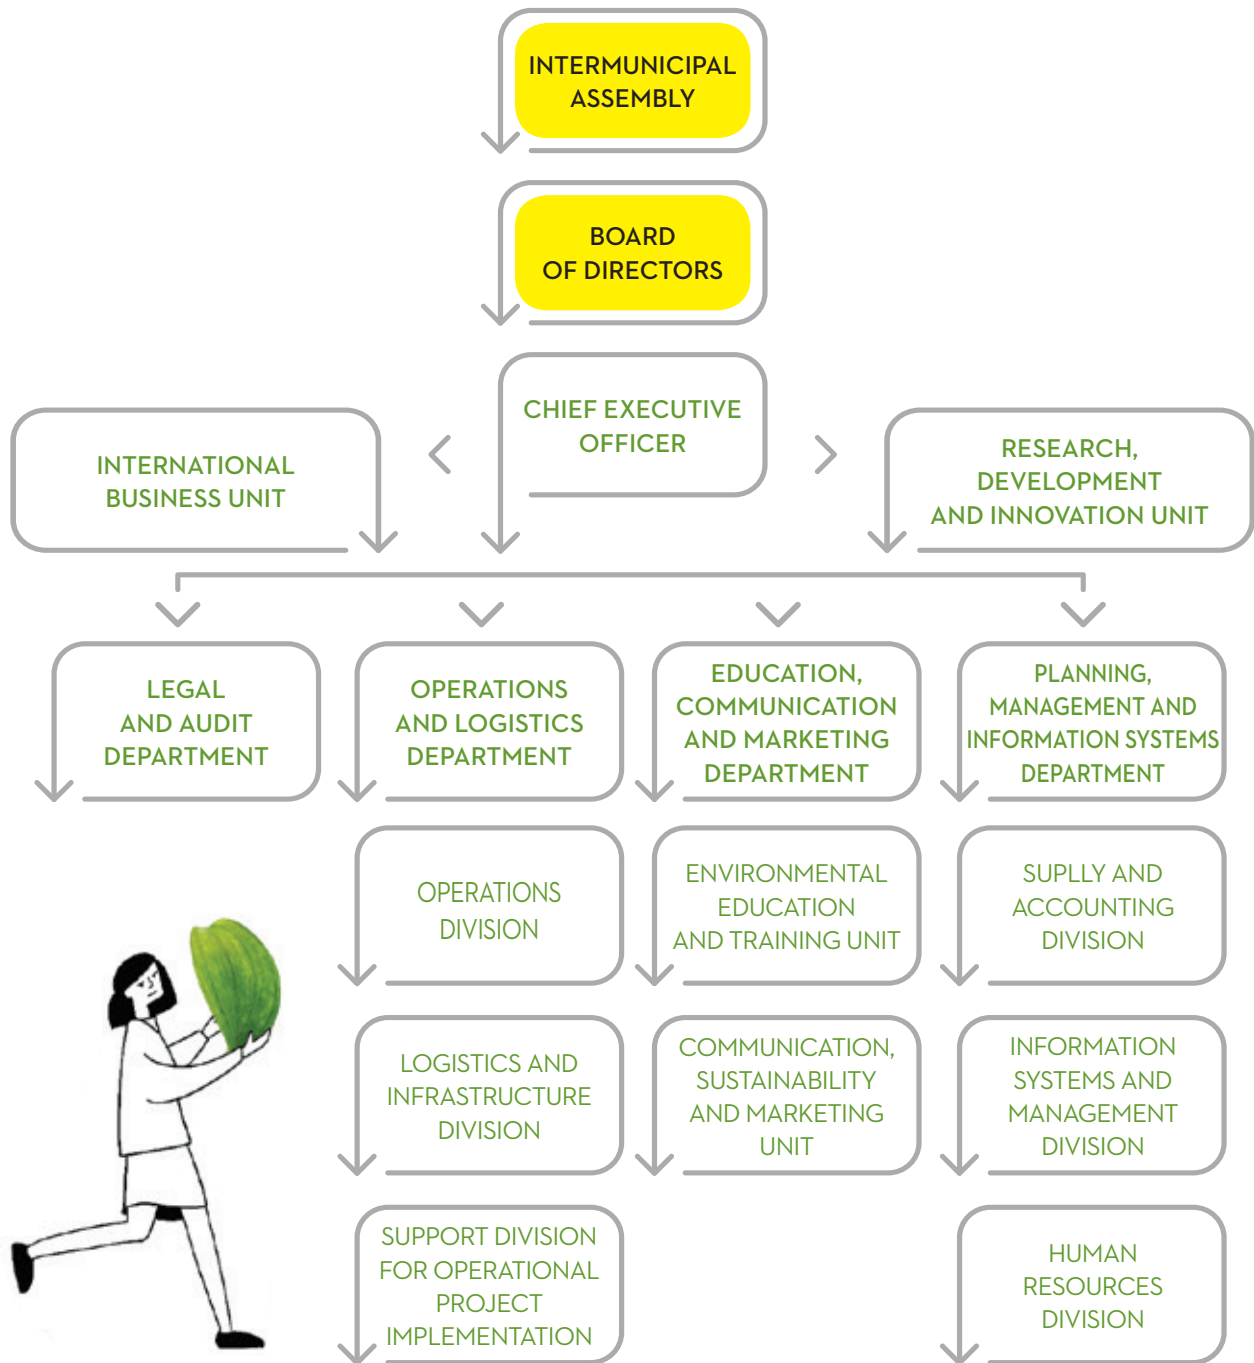 INTERMUNICIPAL
ASSEMBLY
BOARD
OF DIRECTORS
CHIEF EXECUTIVE
OFFICER
INTERNATIONAL
BUSINESS UNIT
RESEARCH,
DEVELOPMENT
AND INNOVATION UNIT
LEGAL
AND AUDIT
DEPARTMENT
OPERATIONS
AND LOGISTICS
DEPARTMENT
EDUCATION,
COMMUNICATION
AND MARKETING
DEPARTMENT
PLANNING,
MANAGEMENT AND
INFORMATION SYSTEMS
DEPARTMENT
OPERATIONS
DIVISION
ENVIRONMENTAL
EDUCATION
AND TRAINING UNIT
SUPLLY AND
ACCOUNTING
DIVISION
LOGISTICS AND
INFRASTRUCTURE
DIVISION
COMMUNICATION,
SUSTAINABILITY
AND MARKETING
UNIT
INFORMATION
SYSTEMS AND
MANAGEMENT
DIVISION
SUPPORT DIVISION
FOR OPERATIONAL
PROJECT
IMPLEMENTATION
HUMAN
RESOURCES
DIVISION